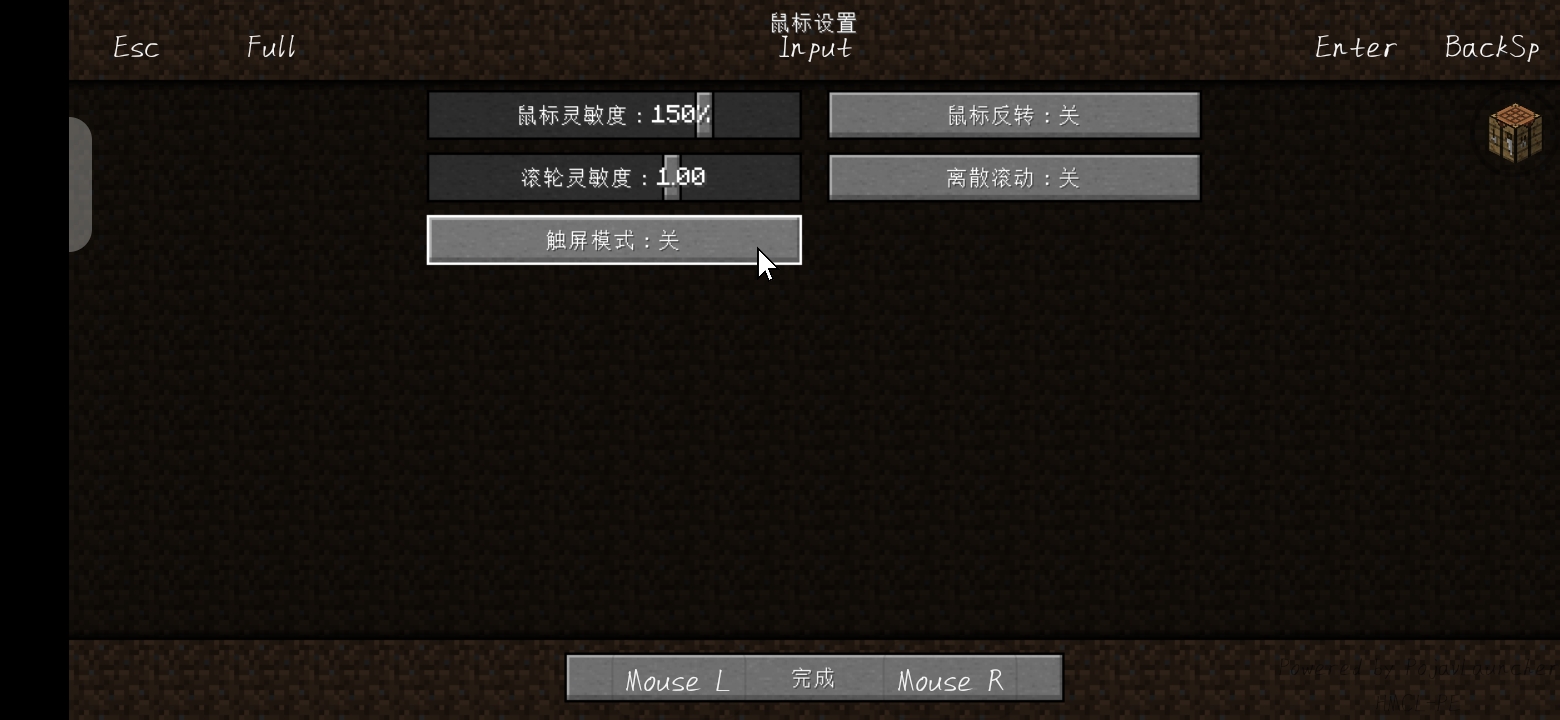 鼠标设置
Esc Full Input Enter BackSp
鼠标灵敏度：150% 鼠标反转：关
滚轮灵敏度：1.00 离散滚动：关
触屏模式：关
Mouse L 完成 Mouse R